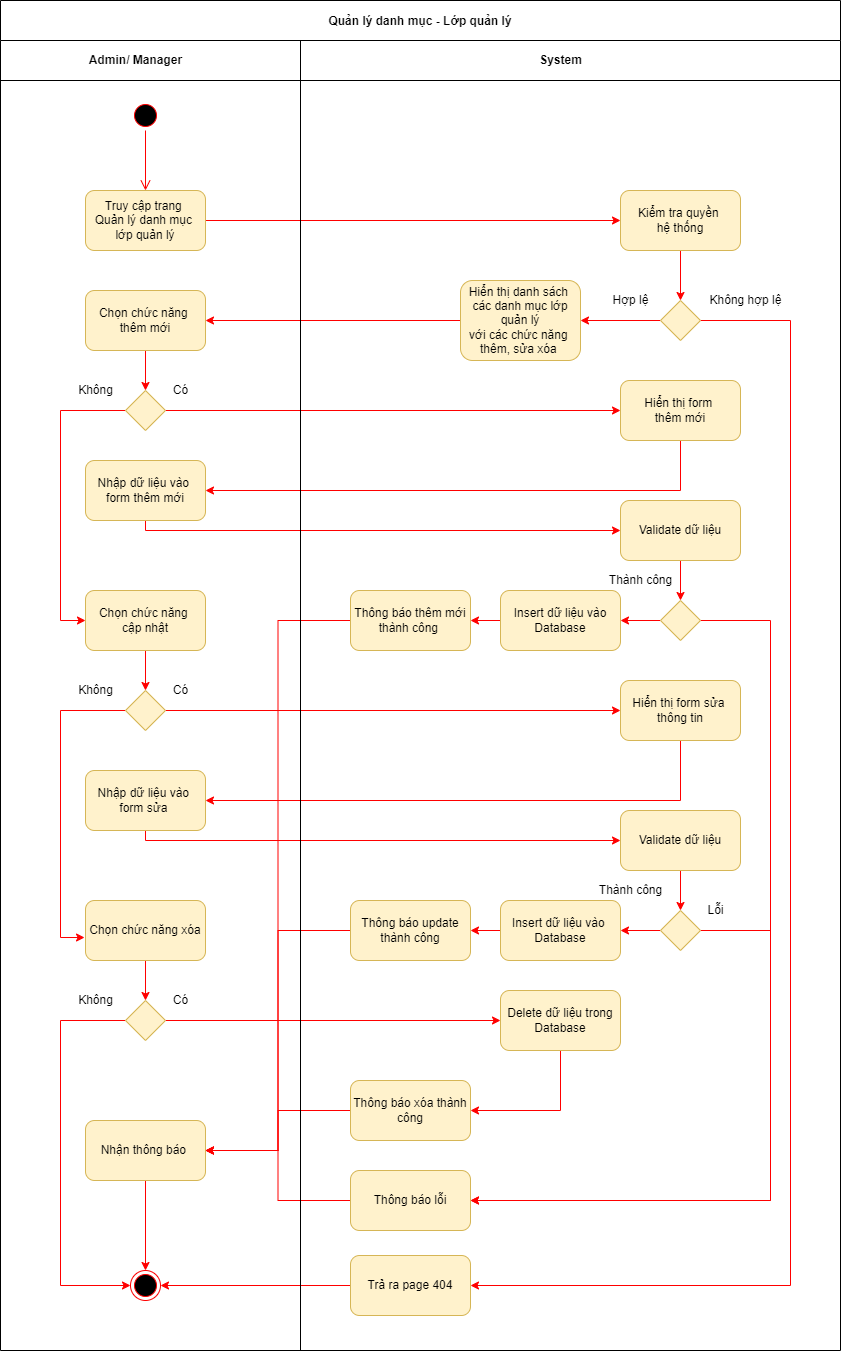 Quản lý danh mục - Lớp quản lý
Admin/ Manager
System
Truy cập trang
Quản lý danh mục
lớp quản lý
Kiểm tra quyền
hệ thống
Hợp lệ
Không hợp lệ
Hiển thị danh sách
các danh mục lớp
quản lý
với các chức năng
thêm, sửa xóa
Chọn chức năng
thêm mới
Không
Có
Hiển thị form
thêm mới
Nhập dữ liệu vào
form thêm mới
Validate dữ liệu
Thành công
Chọn chức năng
cập nhật
Thông báo thêm mới
thành công
Insert dữ liệu vào
Database
Không
Có
Hiển thị form sửa
thông tin
Nhập dữ liệu vào
form sửa
Validate dữ liệu
Thành công
Lỗi
Chọn chức năng xóa
Thông báo update
thành công
Insert dữ liệu vào
Database
Không
Có
Delete dữ liệu trong
Database
Thông báo xóa thành
công
Nhận thông báo
Thông báo lỗi
Trả ra page 404